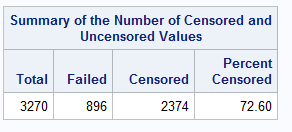 Summary of the Number of Censored and
Uncensored Values
Percent
Total Failed Censored Censored
3270 896 2374 72.60